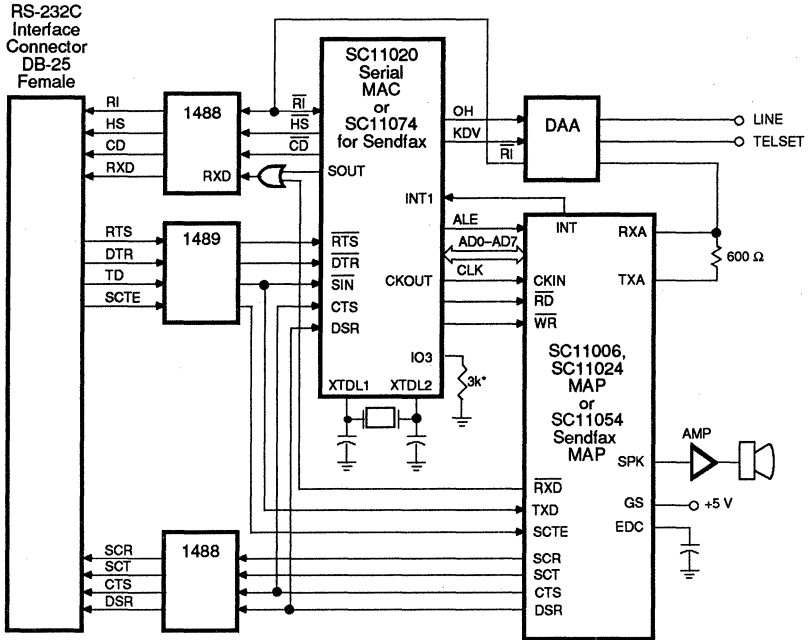 RS-232C
Interface
Connector
DB-25
Female
RI
HS
CD
RXD
1488
RXD
RI
HS
CD
SC11020
Serial
MAC
or
SC11074
for Sendfax
SOUT
INT1
OH
KDV
RI
DAA
LINE
TELSET
RTS
DTR
TD
SCTE
1489
RTS
DTR
SIN
CTS
DSR
CKOUT
IO3
XTDL1
XTDL2
3k*
ALE
AD0–AD7
CLK
INT
RXA
TXA
600 Ω
CKIN
RD
WR
SC11006,
SC11024
MAP
or
SC11054
Sendfax
MAP
AMP
SPK
GS
+5 V
EDC
RXD
TXD
SCTE
SCR
SCT
CTS
DSR
1488
SCR
SCT
CTS
DSR